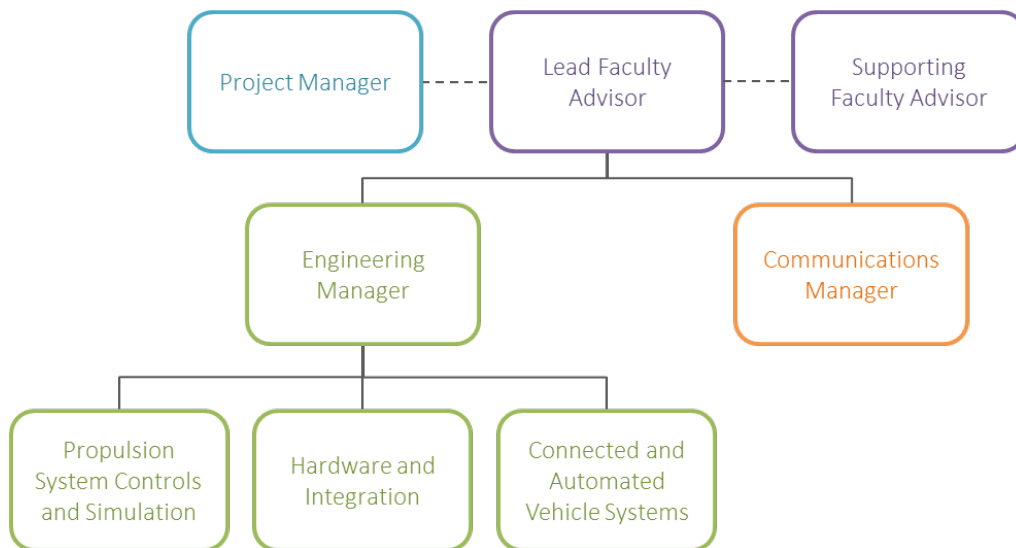 Project Manager
Lead Faculty
Advisor
Supporting
Faculty Advisor
Engineering
Manager
Communications
Manager
Propulsion
System Controls
and Simulation
Hardware and
Integration
Connected and
Automated
Vehicle Systems